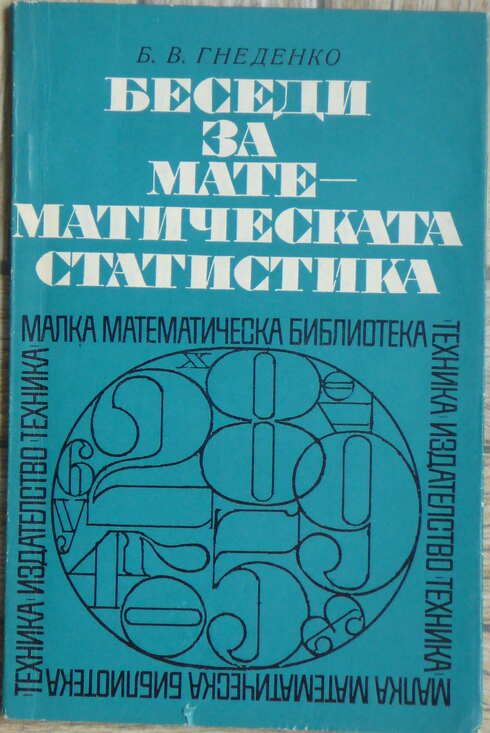 Б. В. ГНЕДЕНКО
БЕСЕДИ
ЗА
МАТЕ–
МАТИЧЕСКАТА
СТАТИСТИКА
МАЛКА МАТЕМАТИЧЕСКА БИБЛИОТЕКА
ТЕХНИКА ИЗДАТЕЛСТВО ТЕХНИКА
ТЕХНИКА ИЗДАТЕЛСТВО ТЕХНИКА
МАЛКА МАТЕМАТИЧЕСКА БИБЛИОТЕКА